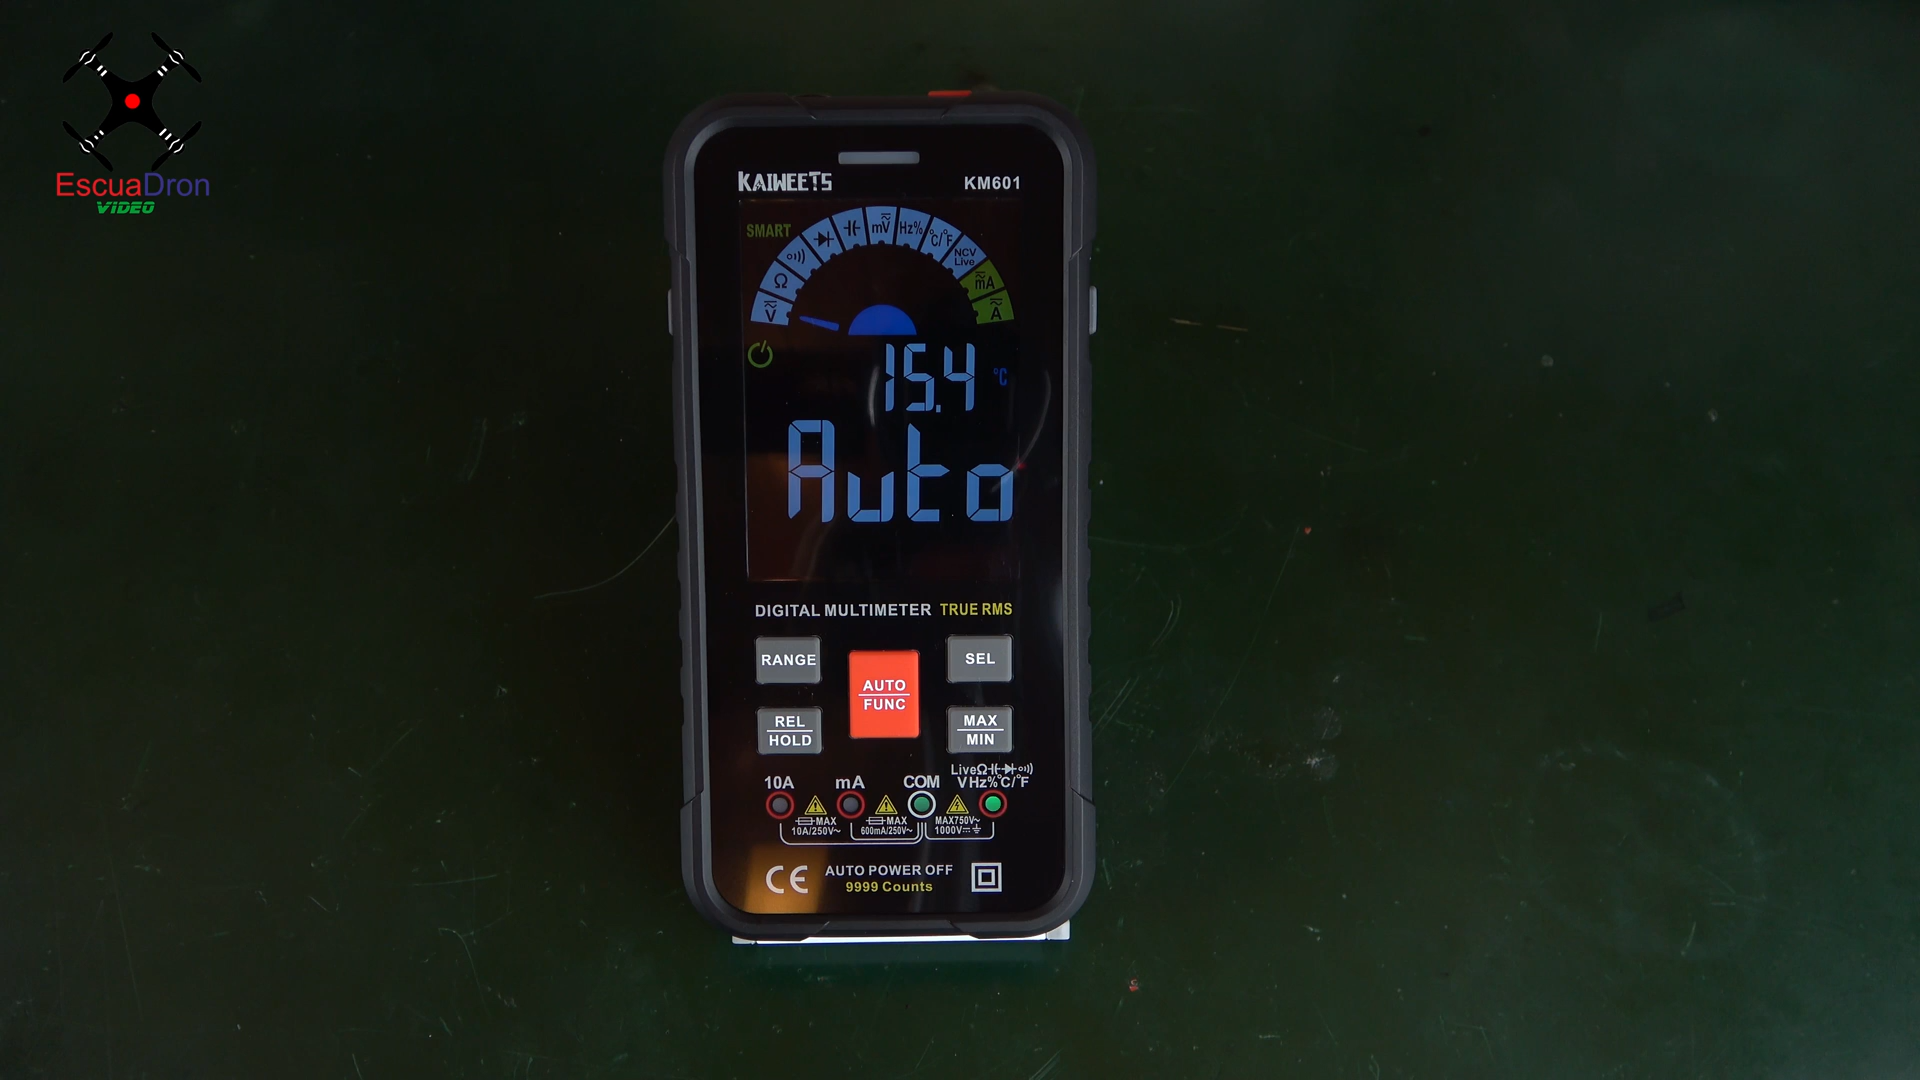 EscuaDron
VIDEO
KAIWEETS
KM601
SMART
V Ω mV Hz% °C/°F NCV Live mA A
15.4 °C
Auto
DIGITAL MULTIMETER TRUE RMS
RANGE
SEL
AUTO
FUNC
REL
HOLD
MAX
MIN
LiveΩ
10A mA COM VHz%°C/°F
MAX
10A/250V~
MAX
600mA/250V~
MAX750V~
1000V⎓
CE
AUTO POWER OFF
9999 Counts